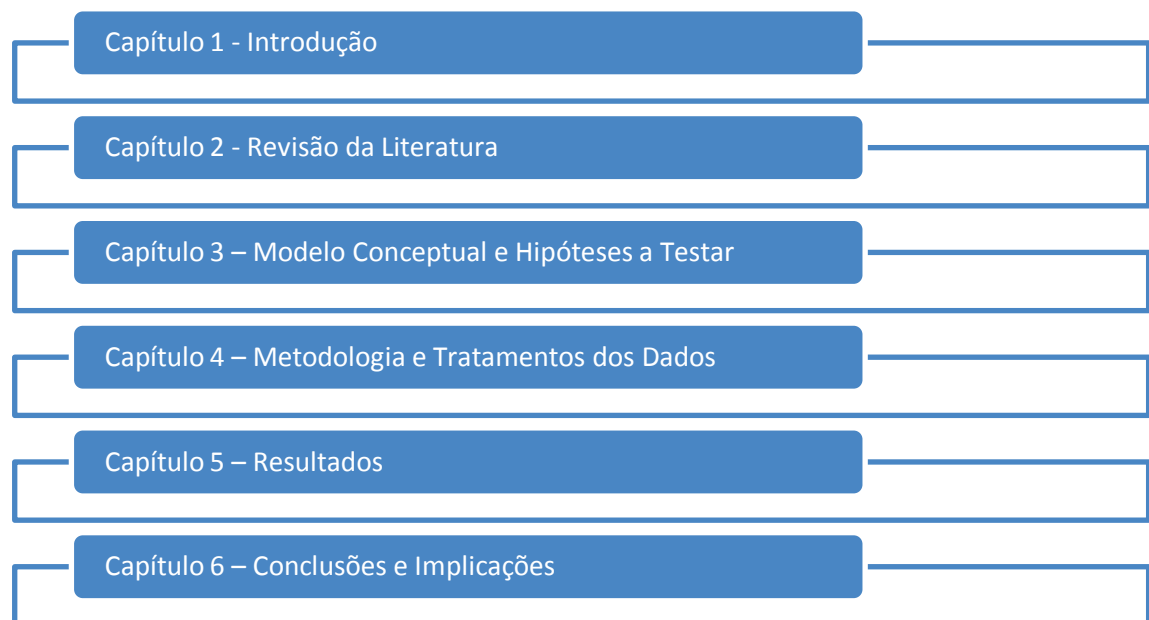 Capítulo 1 - Introdução
Capítulo 2 - Revisão da Literatura
Capítulo 3 – Modelo Conceptual e Hipóteses a Testar
Capítulo 4 – Metodologia e Tratamentos dos Dados
Capítulo 5 – Resultados
Capítulo 6 – Conclusões e Implicações